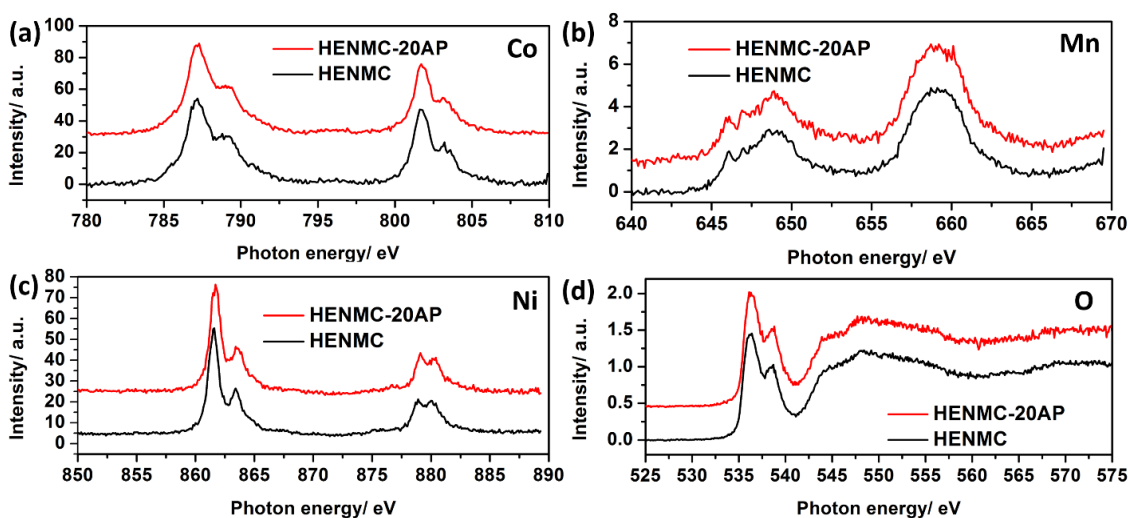 (a)
Co
HENMC-20AP
HENMC
Intensity/ a.u.
100
80
60
40
20
0
780 785 790 795 800 805 810
Photon energy/ eV
(b)
Mn
HENMC-20AP
HENMC
Intensity/ a.u.
8
6
4
2
0
640 645 650 655 660 665 670
Photon energy/ eV
(c)
Ni
HENMC-20AP
HENMC
Intensity/ a.u.
80
70
60
50
40
30
20
10
0
850 855 860 865 870 875 880 885 890
Photon energy/ eV
(d)
O
HENMC-20AP
HENMC
Intensity/ a.u.
2.0
1.5
1.0
0.5
0.0
525 535 540 545 550 555 560 565 570 575
Photon energy/ eV